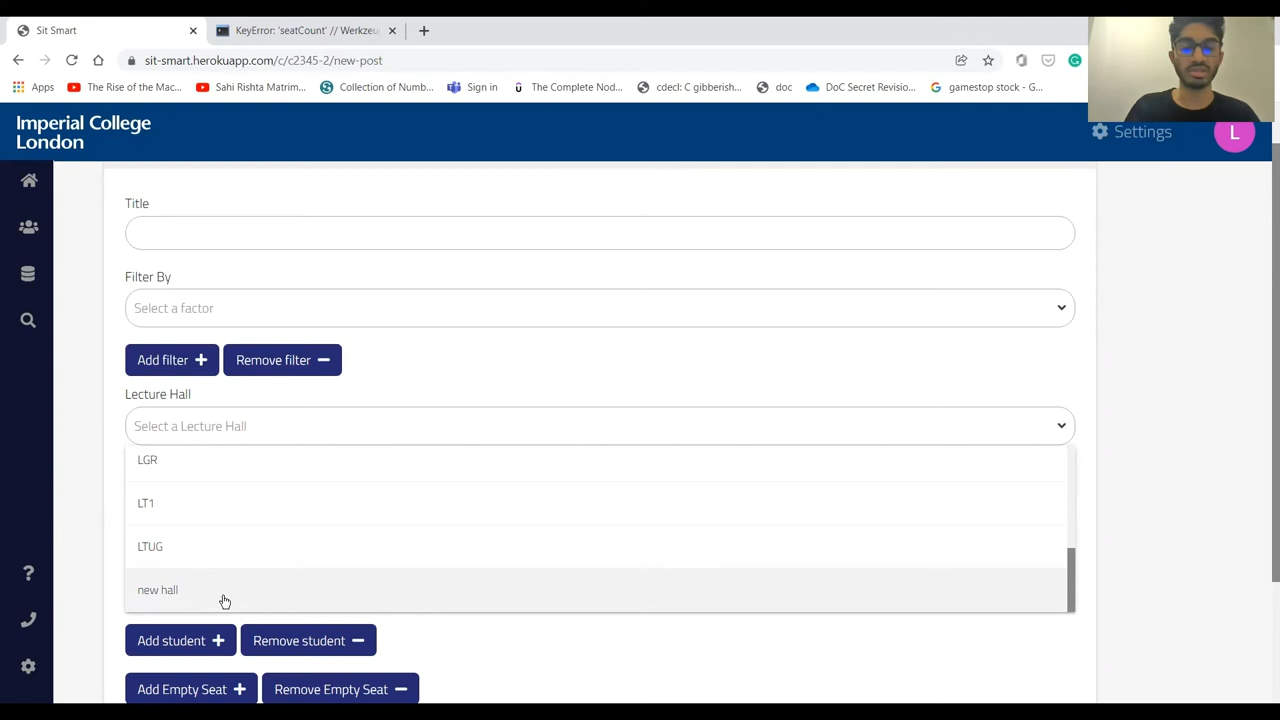 Sit Smart
KeyError: 'seatCount' // Werkzeu
sit-smart.herokuapp.com/c/c2345-2/new-post
Apps
The Rise of the Mac...
Sahi Rishta Matrim...
Collection of Numb...
Sign in
The Complete Nod...
cdecl: C gibberish...
doc
DoC Secret Revisio...
gamestop stock - G...
Imperial College
London
Settings
L
Title
Filter By
Select a factor
Add filter +
Remove filter −
Lecture Hall
Select a Lecture Hall
LGR
LT1
LTUG
new hall
Add student +
Remove student −
Add Empty Seat +
Remove Empty Seat −